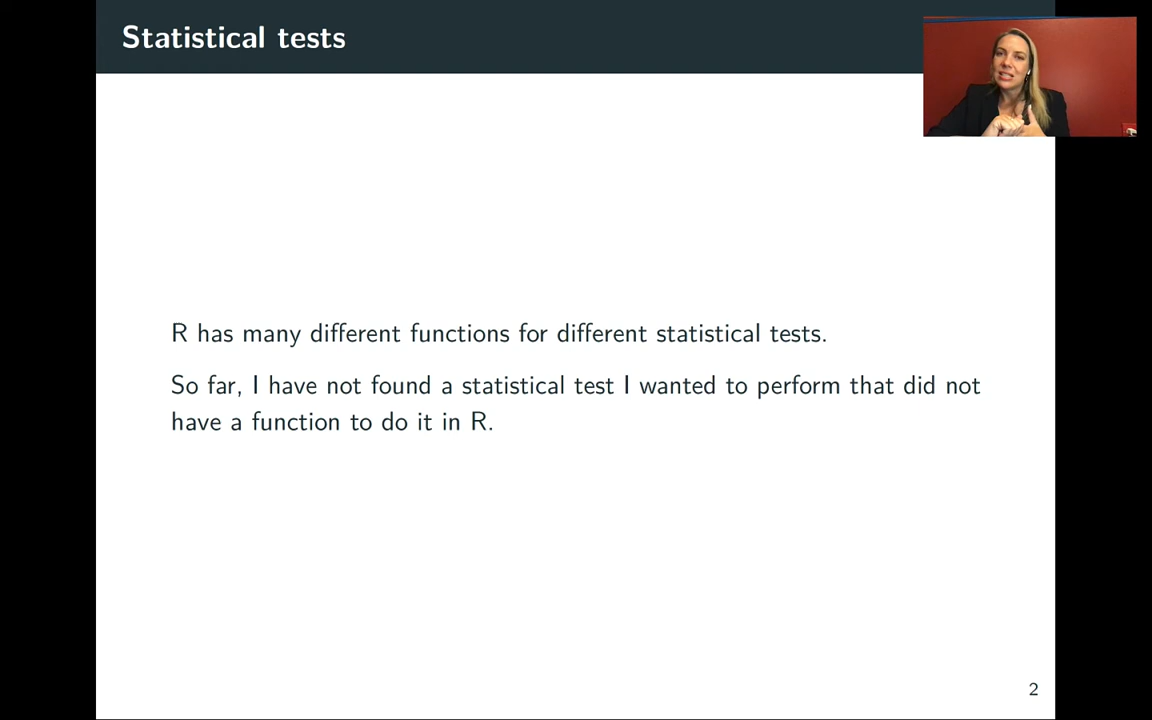 Statistical tests
R has many different functions for different statistical tests.
So far, I have not found a statistical test I wanted to perform that did not
have a function to do it in R.
2